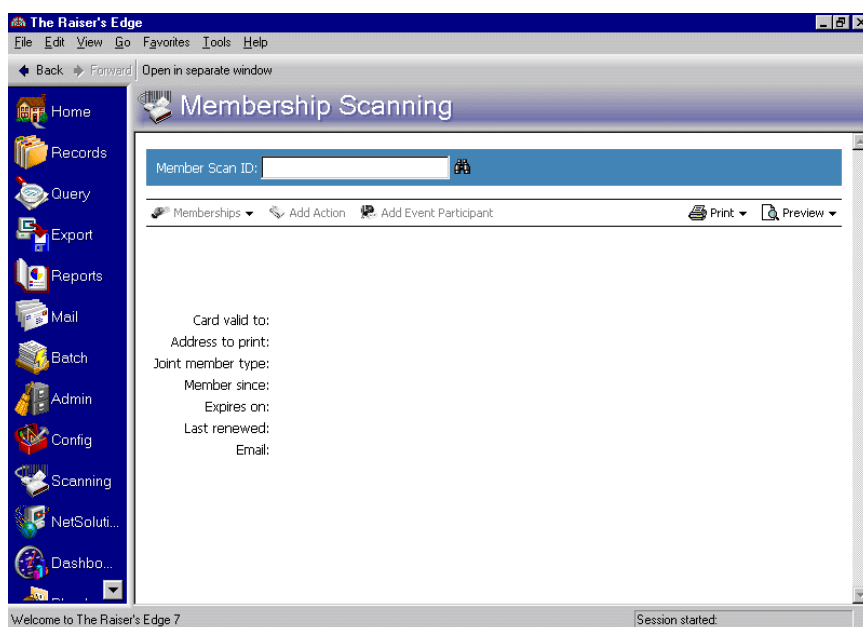 The Raiser's Edge
File Edit View Go Favorites Tools Help
Back Forward Open in separate window
Membership Scanning
Home
Records
Query
Export
Reports
Mail
Batch
Admin
Config
Scanning
NetSoluti...
Dashbo...
Member Scan ID:
Memberships Add Action Add Event Participant Print Preview
Card valid to:
Address to print:
Joint member type:
Member since:
Expires on:
Last renewed:
Email:
Welcome to The Raiser's Edge 7 Session started: